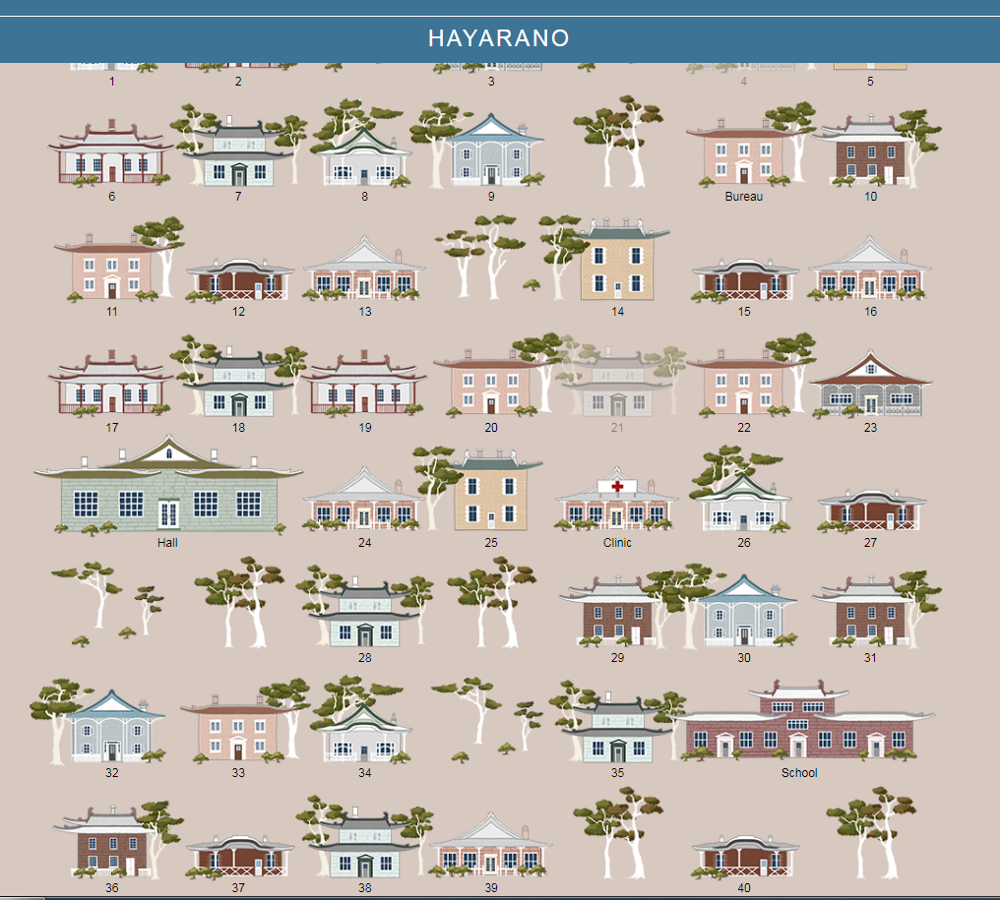 HAYARANO
1 2 3 4 5
6 7 8 9 Bureau 10
11 12 13 14 15 16
17 18 19 20 21 22 23
Hall 24 25 Clinic 26 27
28 29 30 31
32 33 34 35 School
36 37 38 39 40